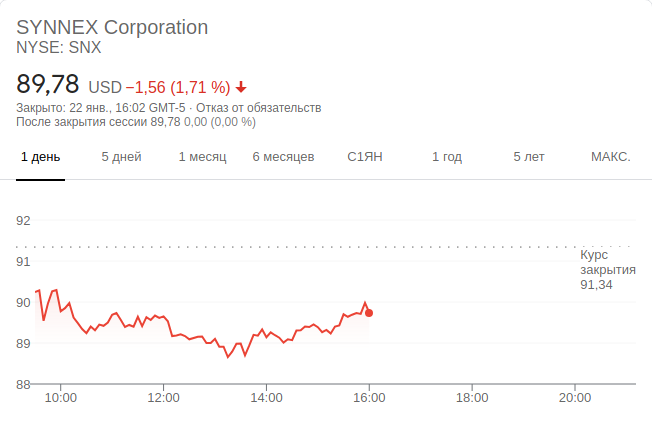 SYNNEX Corporation
NYSE: SNX
89,78 USD −1,56 (1,71 %)
Закрыто: 22 янв., 16:02 GMT-5 · Отказ от обязательств
После закрытия сессии 89,78 0,00 (0,00 %)
1 день 5 дней 1 месяц 6 месяцев С1ЯН 1 год 5 лет МАКС.
92
Курс
закрытия
91,34
91
90
89
88
10:00 12:00 14:00 16:00 18:00 20:00